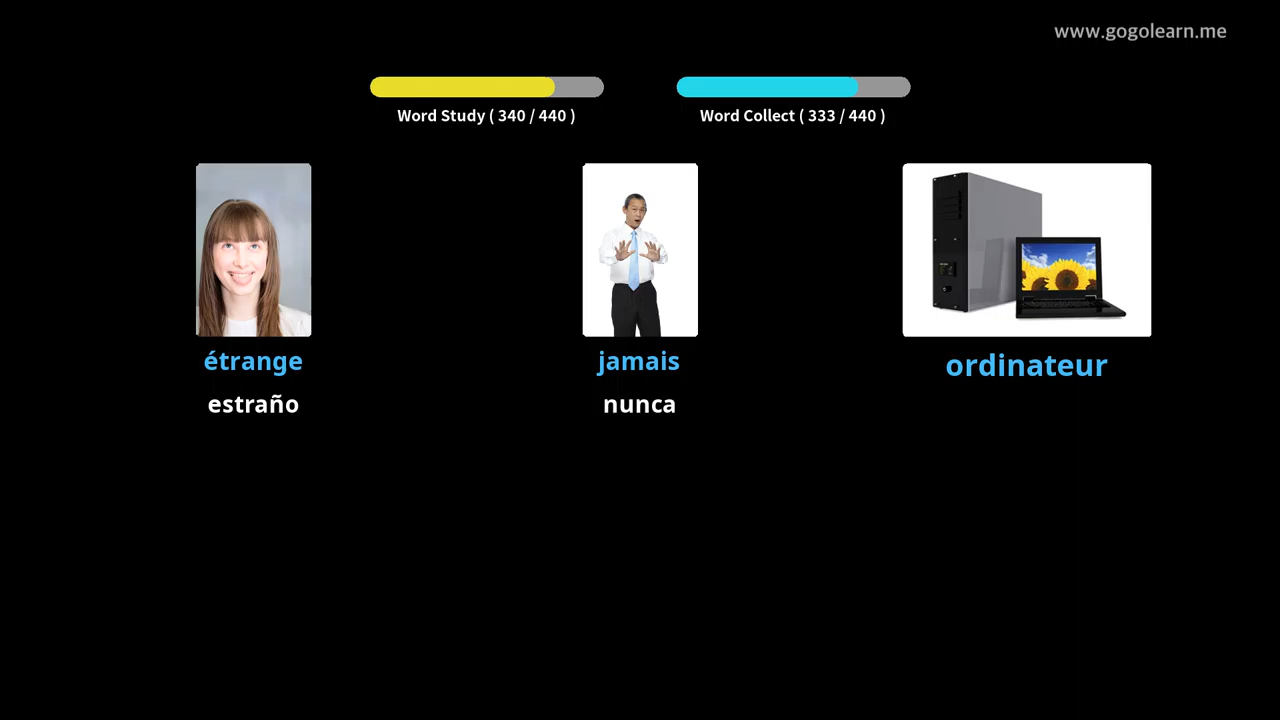 www.gogolearn.me
Word Study ( 340 / 440 )
Word Collect ( 333 / 440 )
étrange
jamais
ordinateur
estraño
nunca